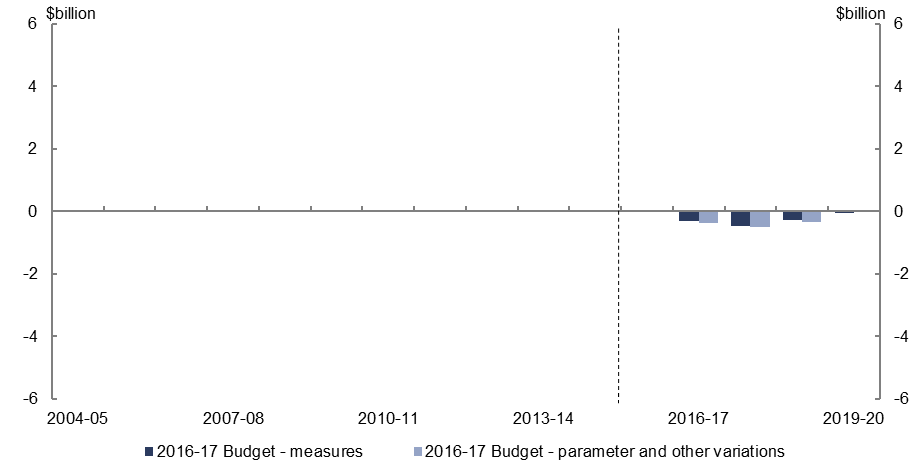 $billion $billion
6 6
4 4
2 2
0 0
-2 -2
-4 -4
-6 -6
2004-05 2007-08 2010-11 2013-14 2016-17 2019-20
2016-17 Budget - measures 2016-17 Budget - parameter and other variations